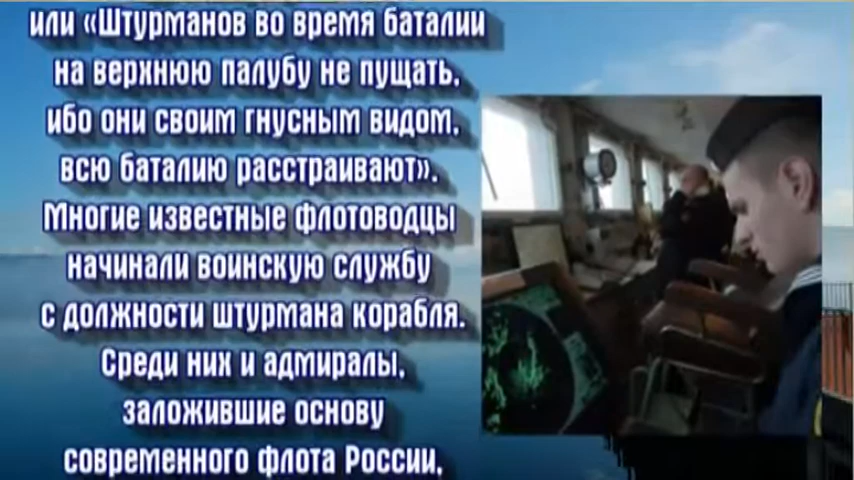 или «Штурманов во время баталии
на верхнюю палубу не пущать,
ибо они своим гнусным видом,
всю баталию расстраивают».
Многие известные флотоводцы
начинали воинскую службу
с должности штурмана корабля.
Среди них и адмиралы,
заложившие основу
современного флота России,